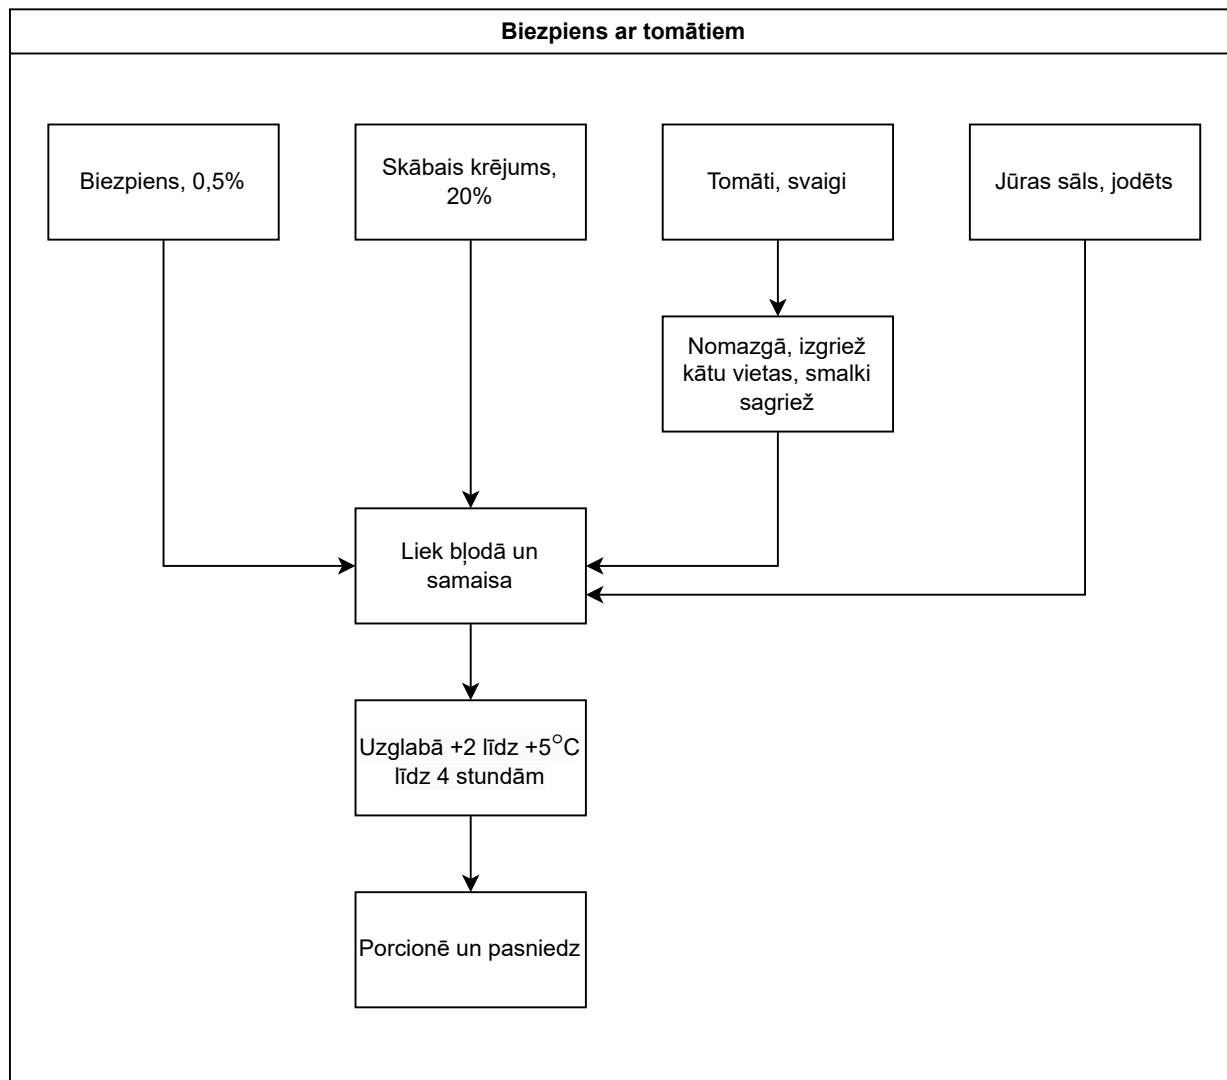 Biezpiens ar tomātiem
Biezpiens, 0,5%
Skābais krējums,
20%
Tomāti, svaigi
Jūras sāls, jodēts
Nomazgā, izgriež
kātu vietas, smalki
sagriež
Liek bļodā un
samaisa
Uzglabā +2 līdz +5°C
līdz 4 stundām
Porcionē un pasniedz